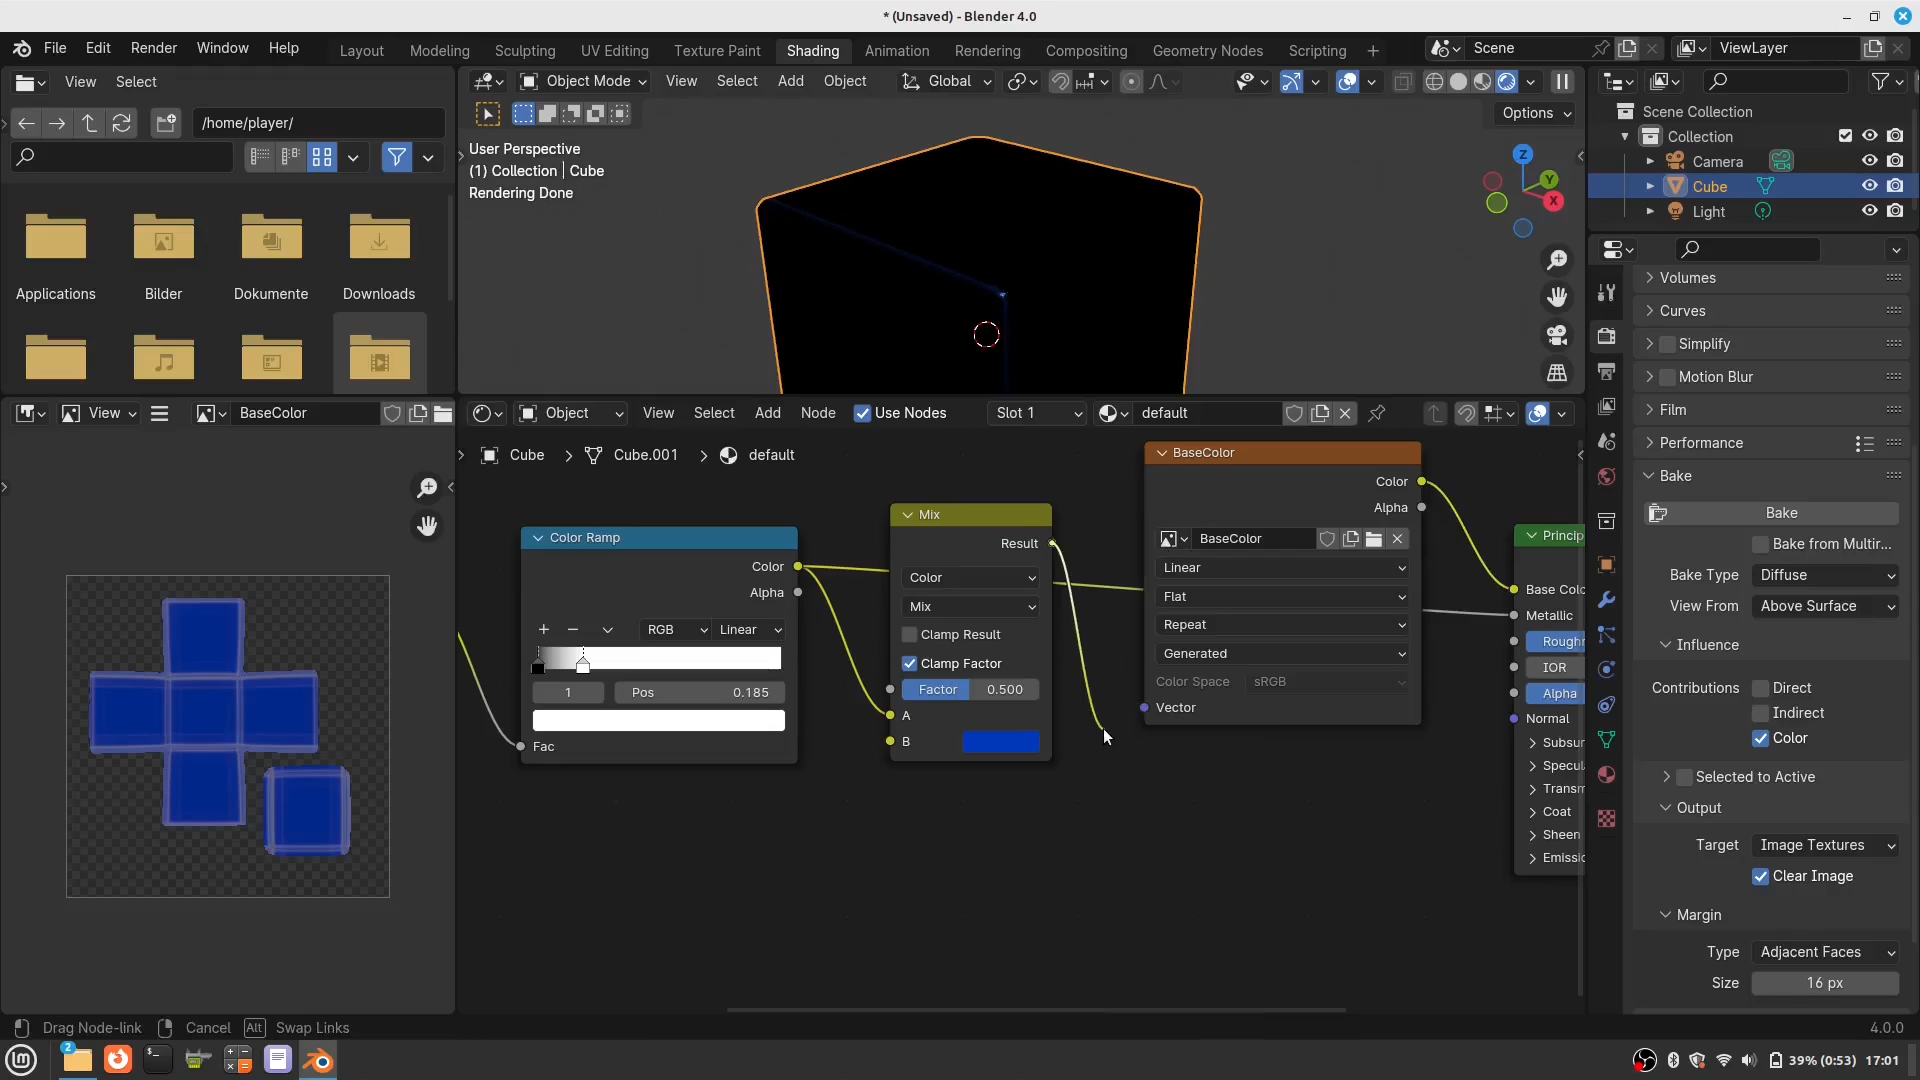 * (Unsaved) - Blender 4.0
File Edit Render Window Help
Layout Modeling Sculpting UV Editing Texture Paint Shading Animation Rendering Compositing Geometry Nodes Scripting +
Scene
ViewLayer
View Select
/home/player/
Applications Bilder Dokumente Downloads
Object Mode View Select Add Object Global
Options
User Perspective
(1) Collection | Cube
Rendering Done
Z
Y
X
Scene Collection
Collection
Camera
Cube
Light
View BaseColor
Object View Select Add Node Use Nodes Slot 1 default
Cube > Cube.001 > default
Color Ramp
Color
Alpha
RGB Linear
1 Pos 0.185
Fac
Mix
Result
Color
Mix
Clamp Result
Clamp Factor
Factor 0.500
A
B
BaseColor
Color
Alpha
BaseColor
Linear
Flat
Repeat
Generated
Color Space sRGB
Vector
Princip
Base Colc
Metallic
Roughr
IOR
Alpha
Normal
Subsur
Specul
Transm
Coat
Sheen
Emissic
Volumes
Curves
Simplify
Motion Blur
Film
Performance
Bake
Bake
Bake from Multir...
Bake Type Diffuse
View From Above Surface
Influence
Contributions Direct
Indirect
Color
Selected to Active
Output
Target Image Textures
Clear Image
Margin
Type Adjacent Faces
Size 16 px
Drag Node-link Cancel Alt Swap Links
4.0.0
2
39% (0:53) 17:01